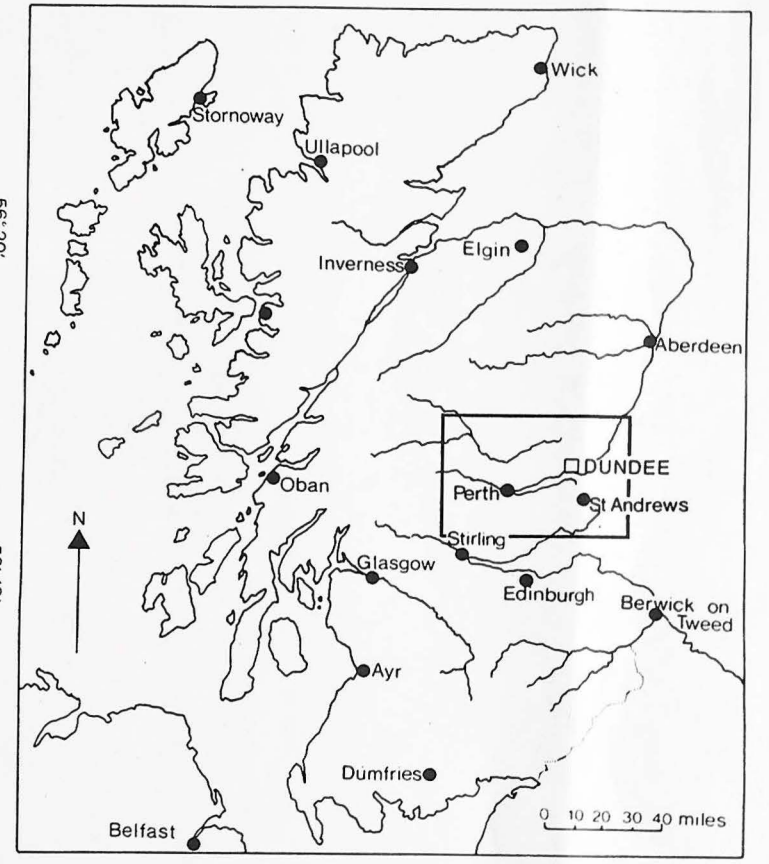 Wick
Stornoway
Ullapool
Elgin
Inverness
Aberdeen
DUNDEE
Perth
St Andrews
Oban
N
Stirling
Glasgow
Edinburgh
Berwick on
Tweed
Ayr
Dumfries
0 10 20 30 40 miles
Belfast